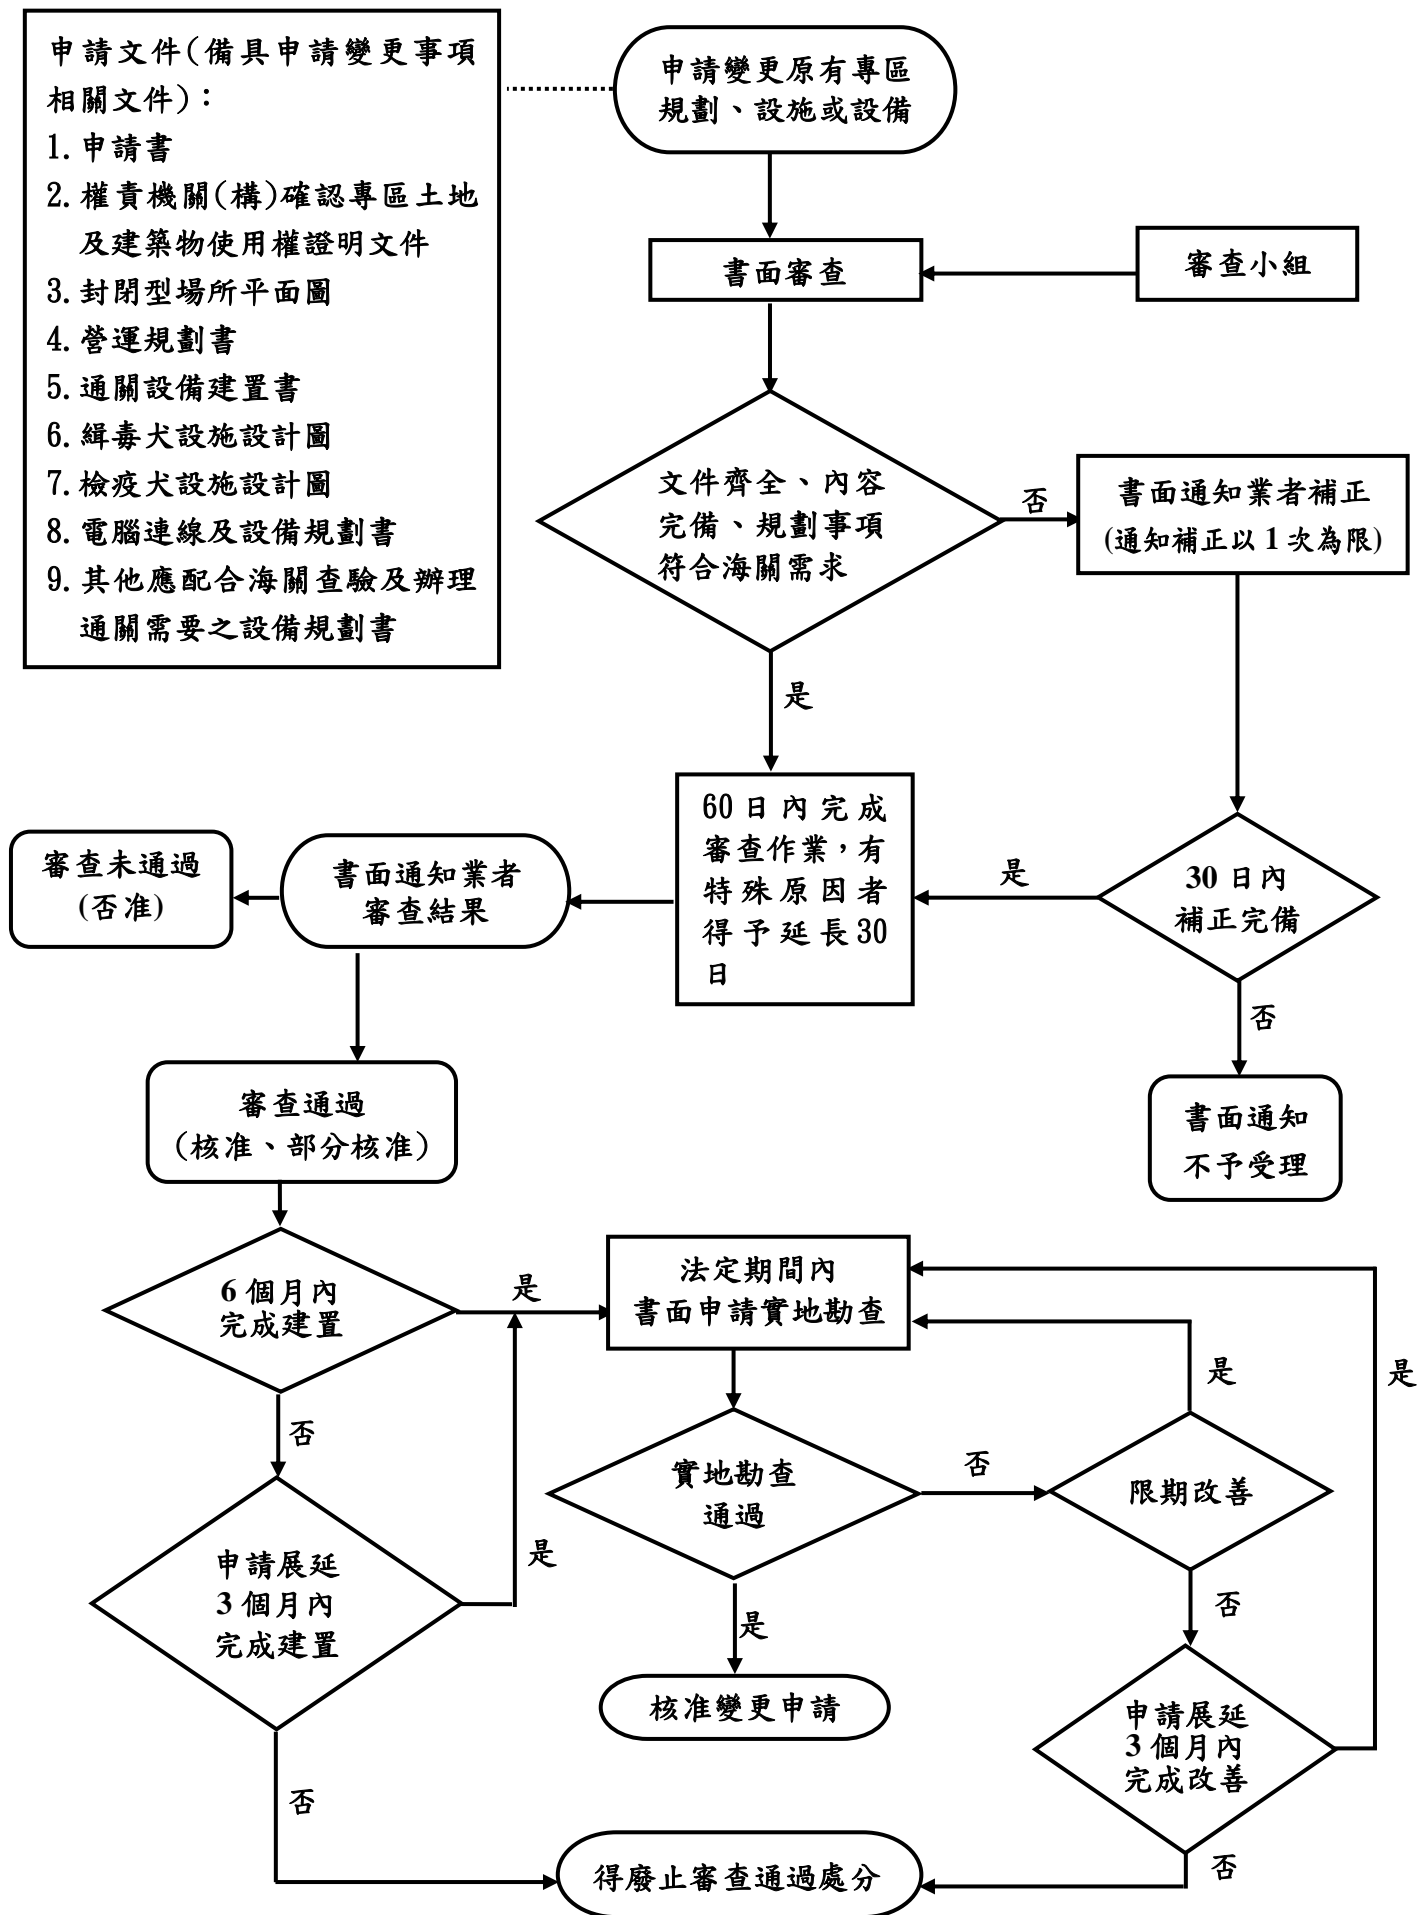 申請文件(備具申請變更事項
相關文件)：
1.申請書
2.權責機關(構)確認專區土地
及建築物使用權證明文件
3.封閉型場所平面圖
4.營運規劃書
5.通關設備建置書
6.緝毒犬設施設計圖
7.檢疫犬設施設計圖
8.電腦連線及設備規劃書
9.其他應配合海關查驗及辦理
通關需要之設備規劃書
申請變更原有專區
規劃、設施或設備
書面審查
審查小組
文件齊全、內容
完備、規劃事項
符合海關需求
否
書面通知業者補正
(通知補正以1次為限)
是
60日內完成
審查作業，有
特殊原因者
得予延長30
日
是
30日內
補正完備
否
書面通知
不予受理
書面通知業者
審查結果
審查未通過
(否准)
審查通過
(核准、部分核准)
6個月內
完成建置
是
否
申請展延
3個月內
完成建置
是
否
法定期間內
書面申請實地勘查
實地勘查
通過
否
是
核准變更申請
限期改善
是
否
申請展延
3個月內
完成改善
是
否
得廢止審查通過處分